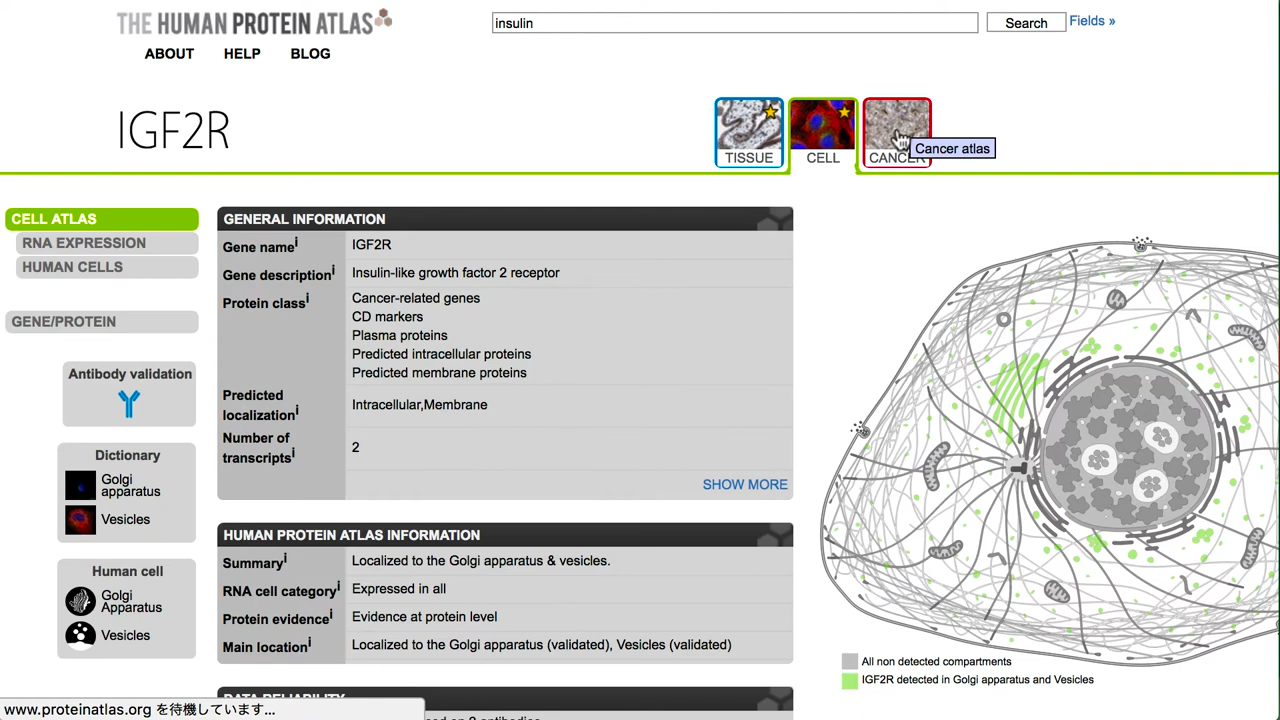 THE HUMAN PROTEIN ATLAS
insulin
Search
Fields »
ABOUT
HELP
BLOG
IGF2R
TISSUE
CELL
CANCER
Cancer atlas
CELL ATLAS
RNA EXPRESSION
HUMAN CELLS
GENE/PROTEIN
Antibody validation
Dictionary
Golgi
apparatus
Vesicles
Human cell
Golgi
Apparatus
Vesicles
GENERAL INFORMATION
Gene name i
IGF2R
Gene description i
Insulin-like growth factor 2 receptor
Protein class i
Cancer-related genes
CD markers
Plasma proteins
Predicted intracellular proteins
Predicted membrane proteins
Predicted
localization i
Intracellular,Membrane
Number of
transcripts i
2
SHOW MORE
HUMAN PROTEIN ATLAS INFORMATION
Summary i
Localized to the Golgi apparatus & vesicles.
RNA cell category i
Expressed in all
Protein evidence i
Evidence at protein level
Main location i
Localized to the Golgi apparatus (validated), Vesicles (validated)
DATA RELIABILITY
on 2 antibodies
All non detected compartments
IGF2R detected in Golgi apparatus and Vesicles
www.proteinatlas.org を待機しています...